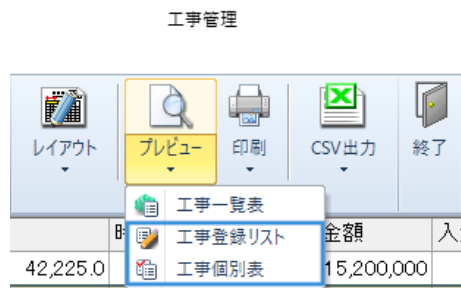 工事管理
レイアウト
プレビュー
印刷
CSV出力
終了
工事一覧表
工事登録リスト
金額
工事個別表
42,225.0
15,200,000